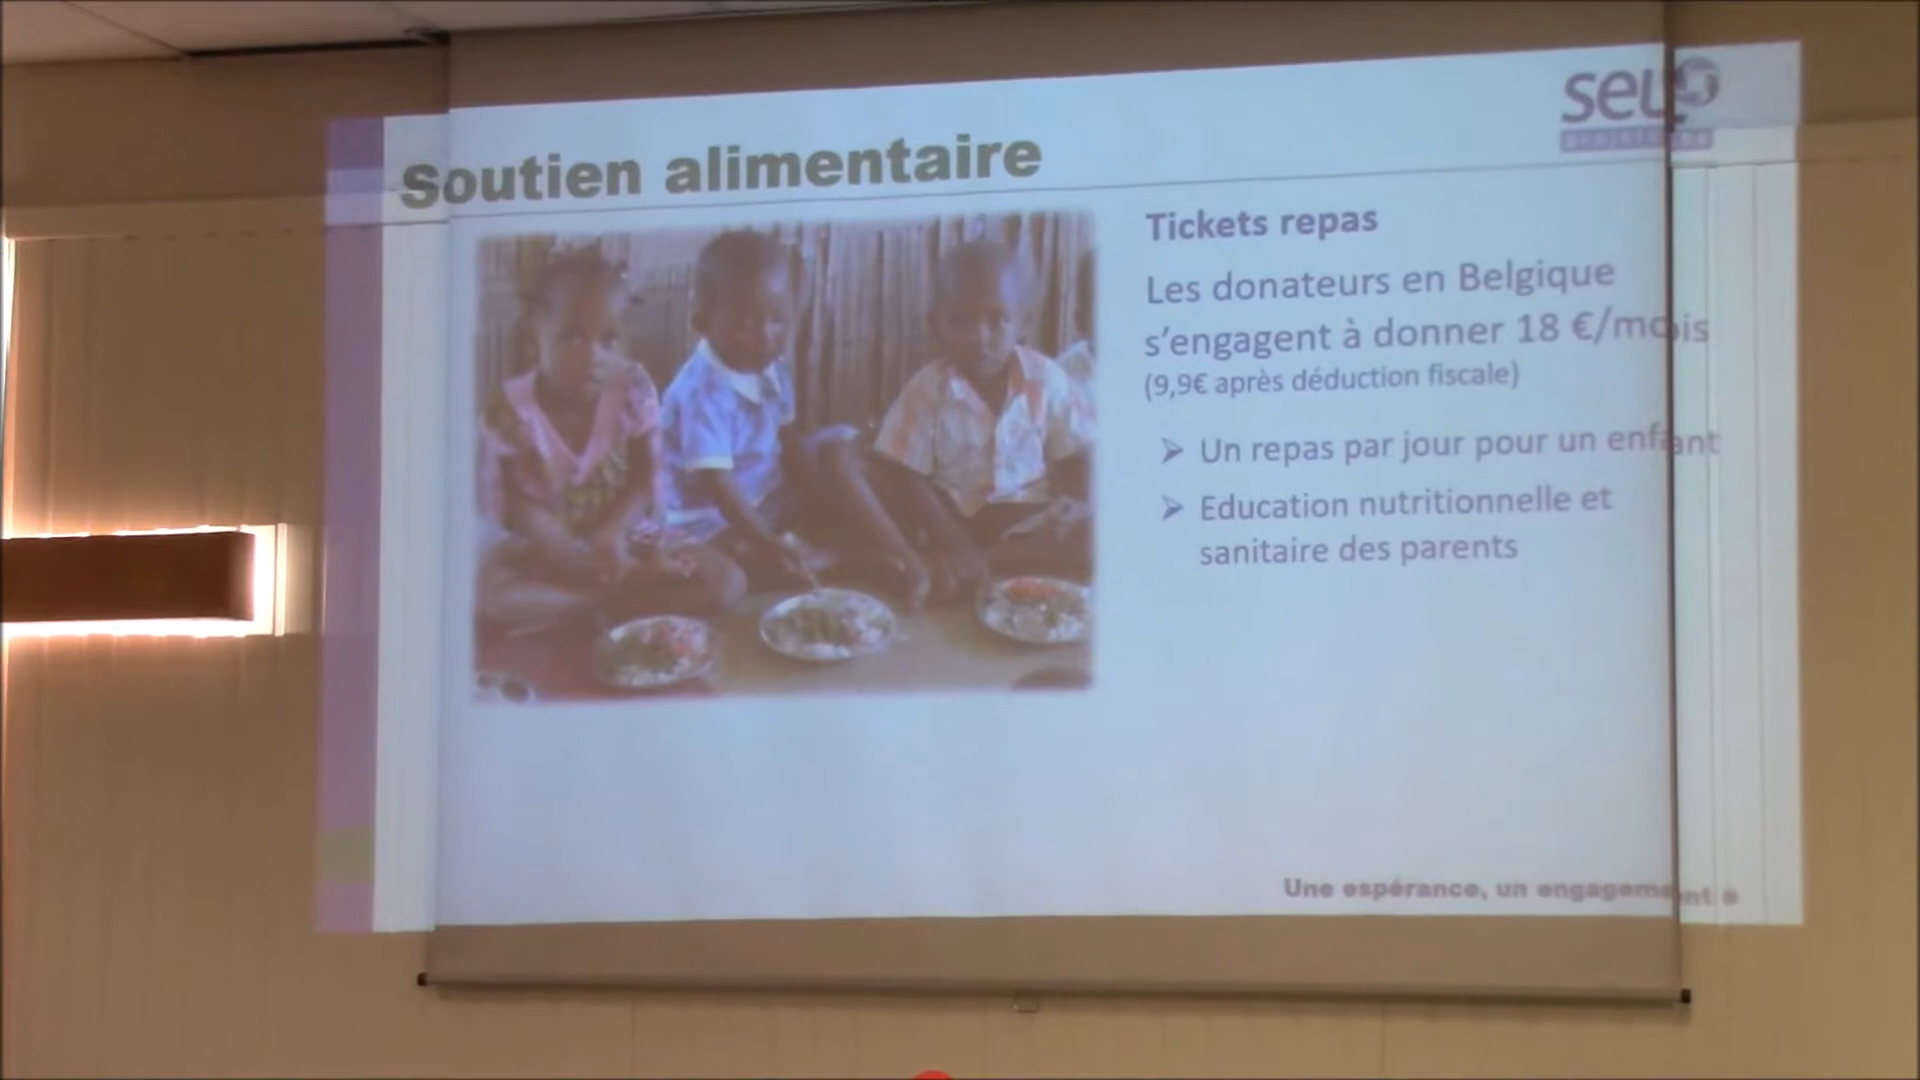 sel
Soutien alimentaire
Tickets repas
Les donateurs en Belgique
s'engagent à donner 18 €/mois
(9,9€ après déduction fiscale)
➢ Un repas par jour pour un enfant
➢ Education nutritionnelle et
sanitaire des parents
Une espérance, un engagement